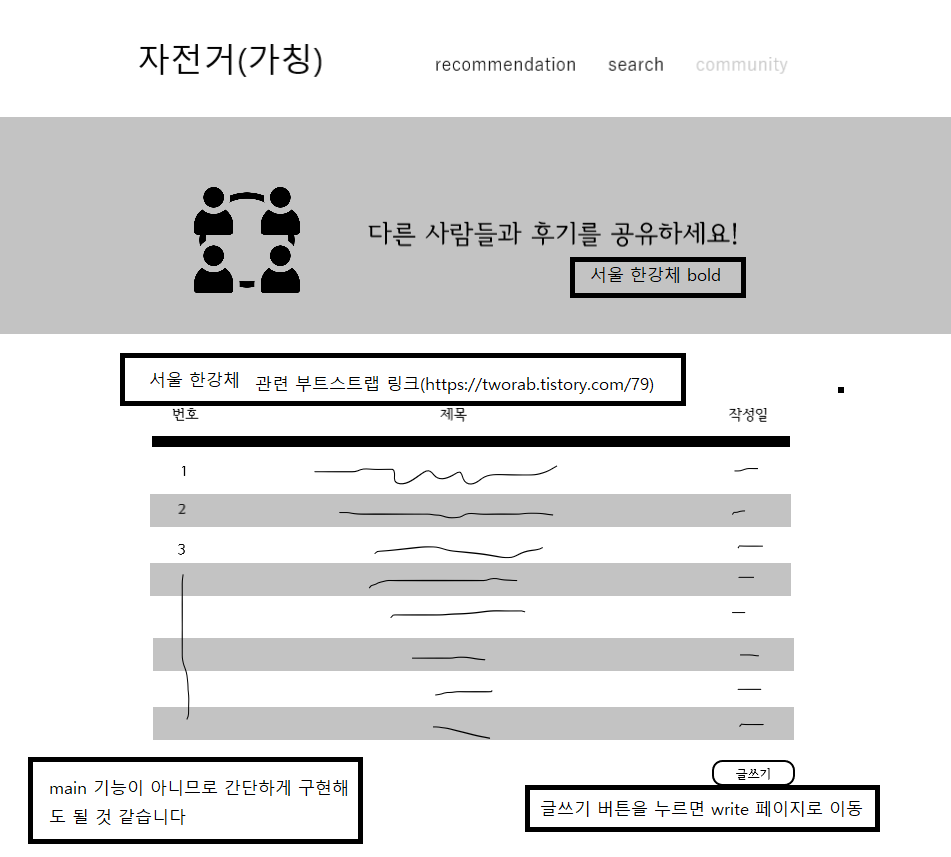 자전거(가칭)
recommendation search community
다른 사람들과 후기를 공유하세요!
서울 한강체 bold
서울 한강체 관련 부트스트랩 링크(https://tworab.tistory.com/79)
번호 제목 작성일
1
2
3
글쓰기
main 기능이 아니므로 간단하게 구현해
도 될 것 같습니다
글쓰기 버튼을 누르면 write 페이지로 이동